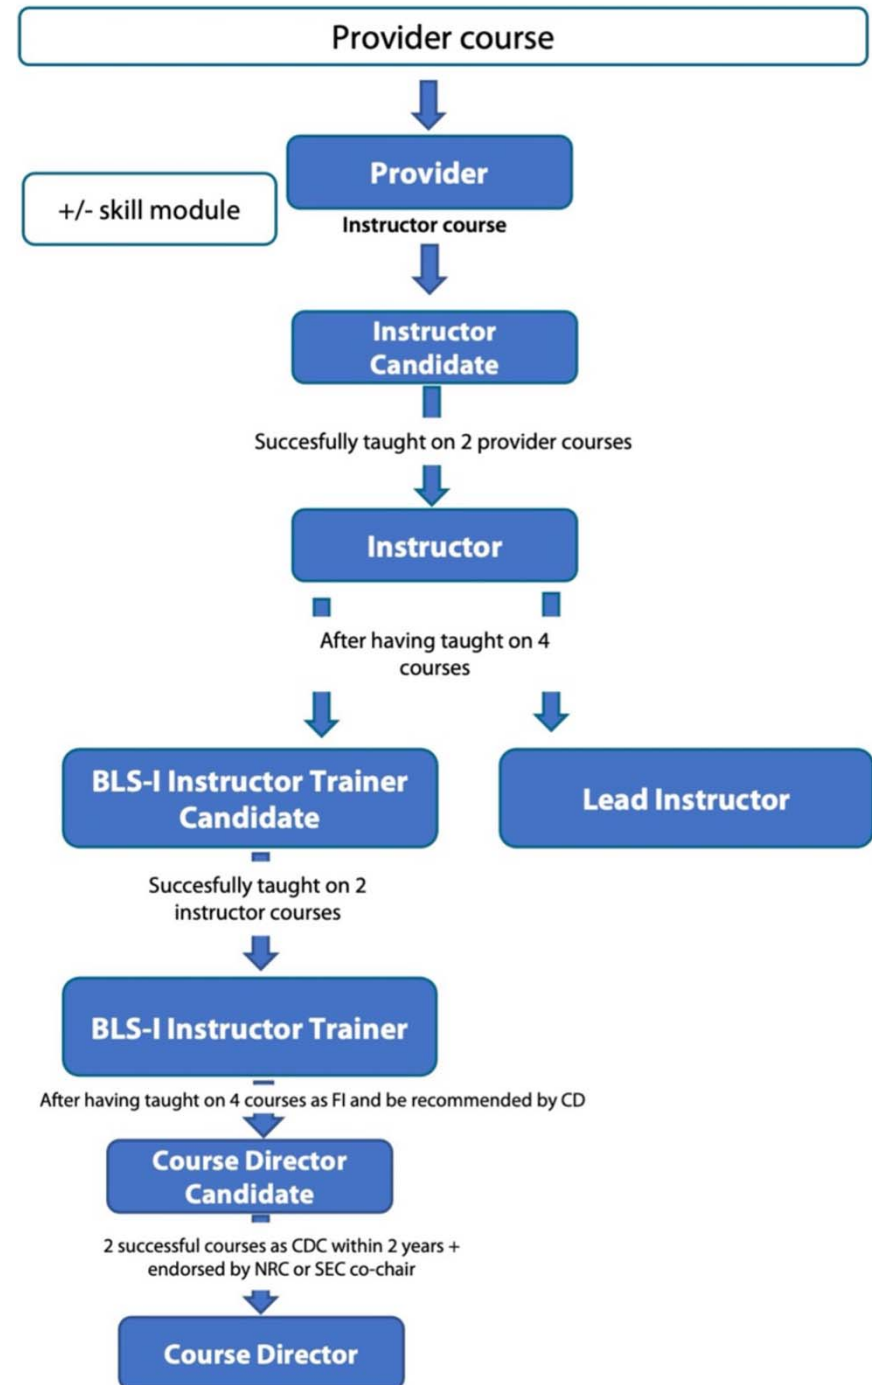 Provider course
Provider
+/- skill module
Instructor course
Instructor
Candidate
Succesfully taught on 2 provider courses
Instructor
After having taught on 4
courses
BLS-I Instructor Trainer
Candidate
Lead Instructor
Succesfully taught on 2
instructor courses
BLS-I Instructor Trainer
After having taught on 4 courses as FI and be recommended by CD
Course Director
Candidate
2 successful courses as CDC within 2 years +
endorsed by NRC or SEC co-chair
Course Director